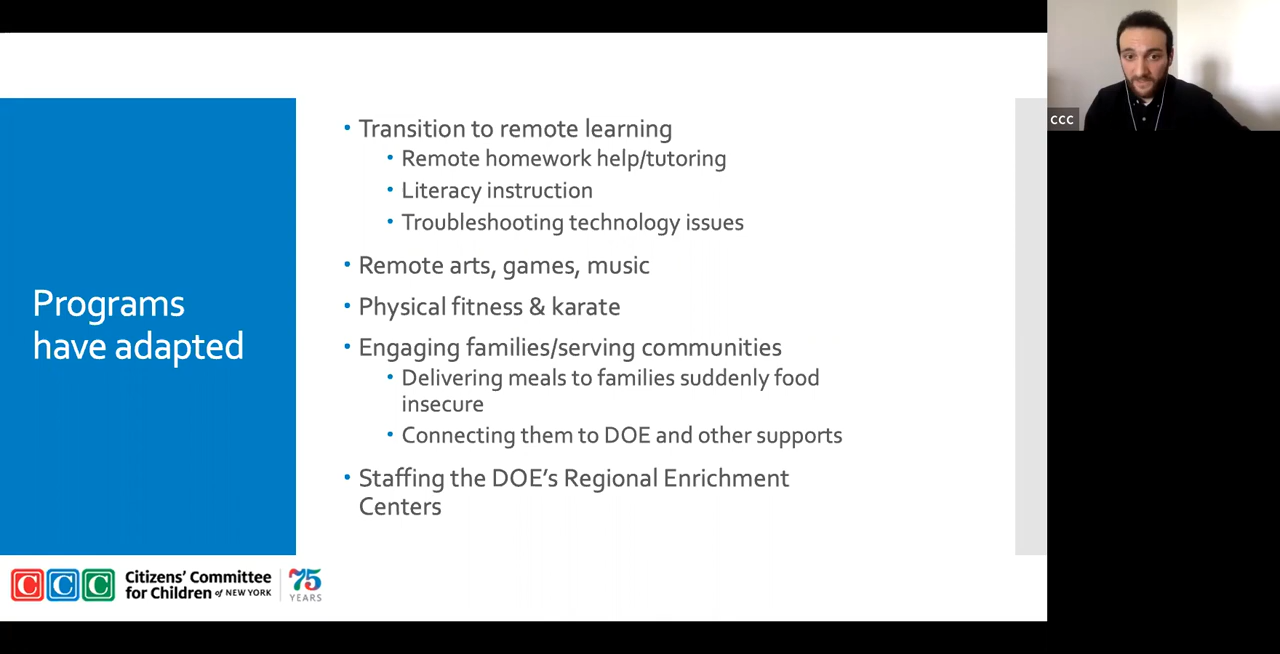 Programs
have adapted
• Transition to remote learning
• Remote homework help/tutoring
• Literacy instruction
• Troubleshooting technology issues
• Remote arts, games, music
• Physical fitness & karate
• Engaging families/serving communities
• Delivering meals to families suddenly food
insecure
• Connecting them to DOE and other supports
• Staffing the DOE’s Regional Enrichment
Centers
C C C
Citizens’ Committee
for Children of NEW YORK
75
YEARS
CCC